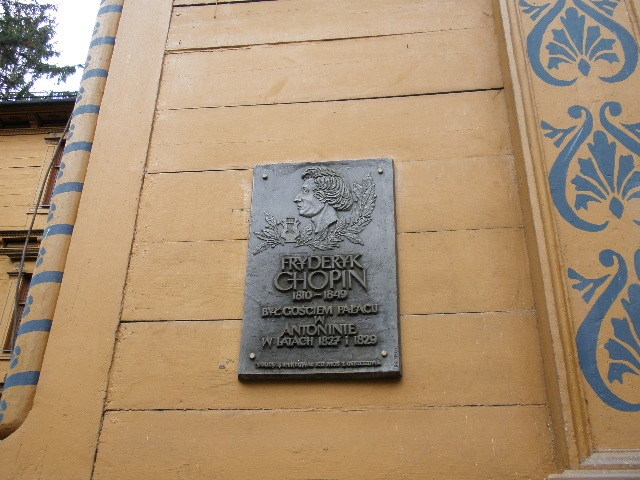 FRYDERYK
CHOPIN
1810-1849
BYŁ GOŚCIEM PAŁACU
W
ANTONINIE
W LATACH 1827 I 1829